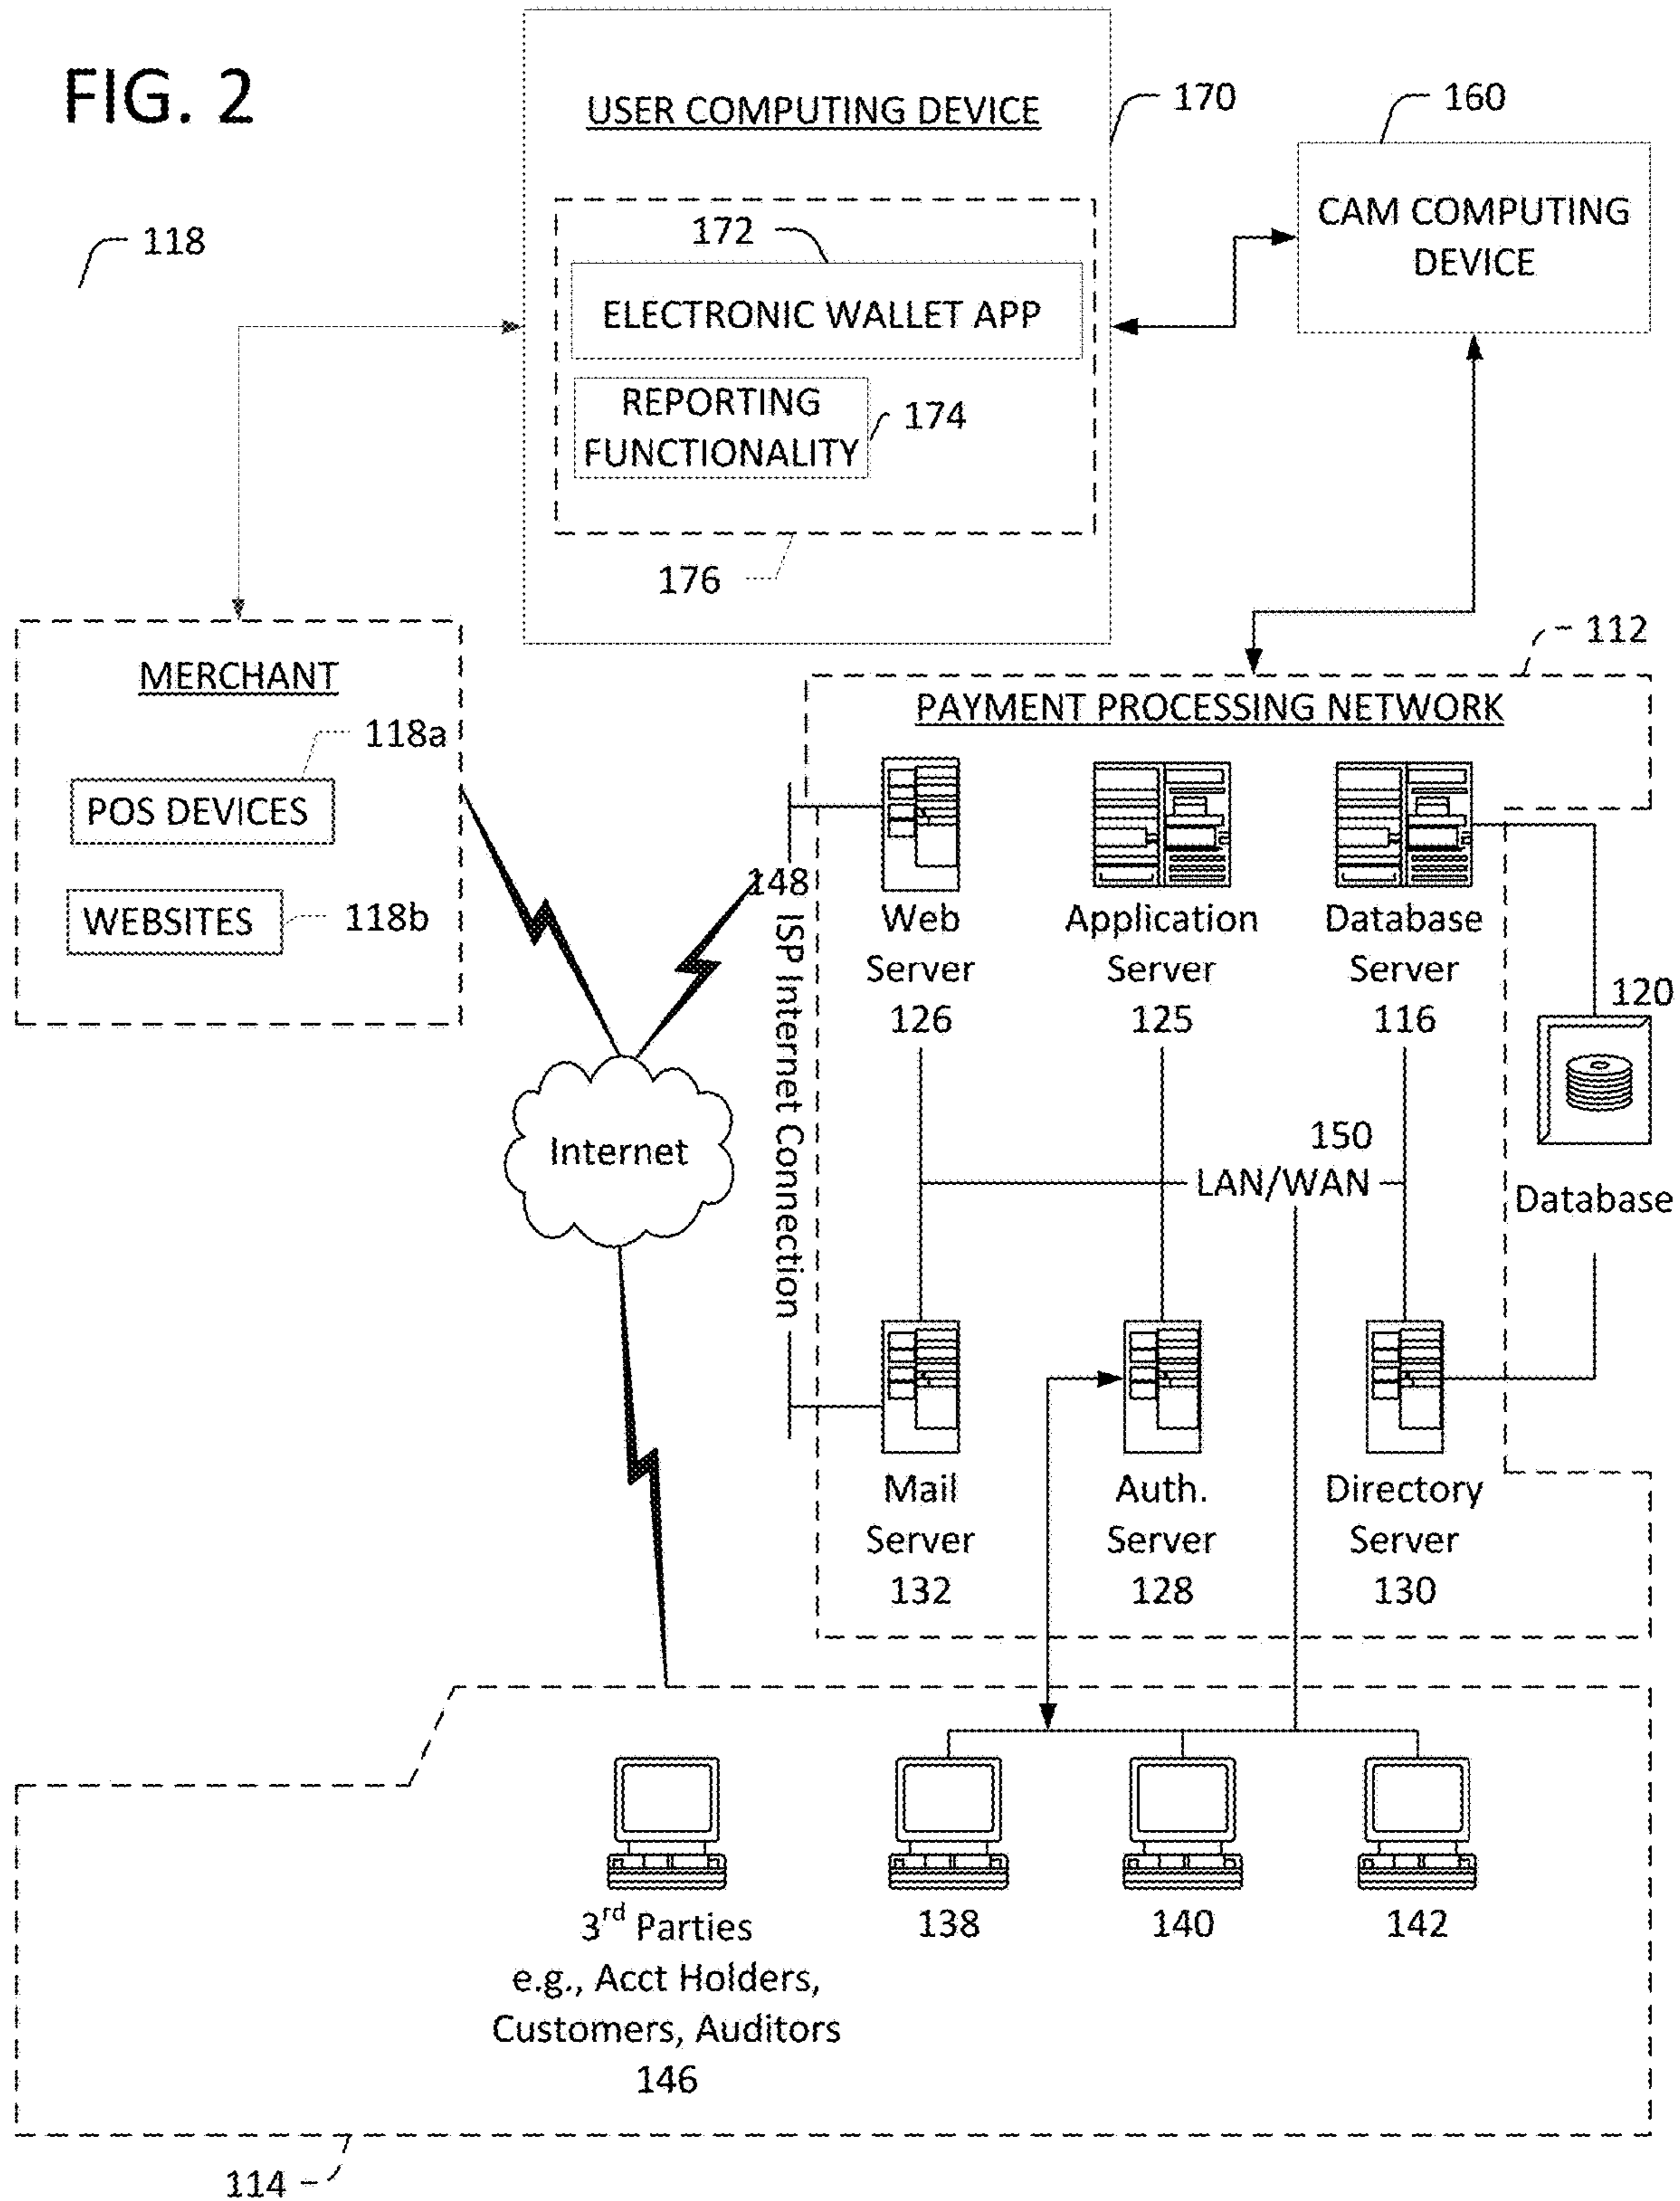 FIG. 2
USER COMPUTING DEVICE
170
160
CAM COMPUTING
DEVICE
118
172
ELECTRONIC WALLET APP
REPORTING
FUNCTIONALITY
174
176
112
MERCHANT
118a
POS DEVICES
WEBSITES
118b
PAYMENT PROCESSING NETWORK
148
ISP Internet Connection
Web
Server
126
Application
Server
125
Database
Server
116
120
Database
Internet
150
LAN/WAN
Mail
Server
132
Auth.
Server
128
Directory
Server
130
3rd Parties
e.g., Acct Holders,
Customers, Auditors
146
138
140
142
114